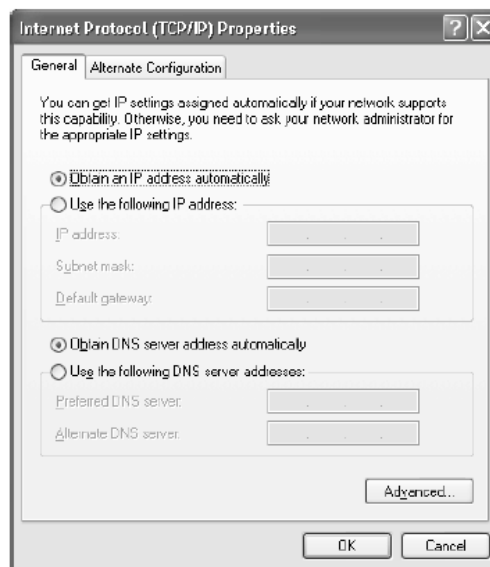 Internet Protocol (TCP/IP) Properties
General
Alternate Configuration
You can get IP settings assigned automatically if your network supports
this capability. Otherwise, you need to ask your network administrator for
the appropriate IP settings.
Obtain an IP address automatically
Use the following IP address:
IP address:
Subnet mask:
Default gateway:
Obtain DNS server address automatically
Use the following DNS server addresses:
Preferred DNS server:
Alternate DNS server:
Advanced...
OK
Cancel